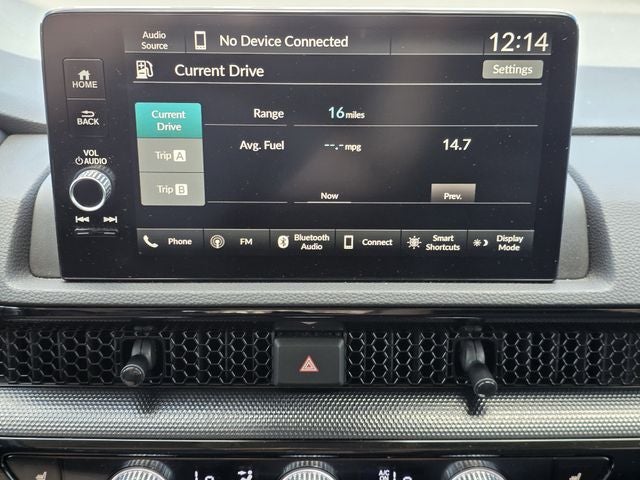 Audio Source
No Device Connected
12:14
HOME
Current Drive
Settings
BACK
Current Drive
Range 16 miles
Trip A
Avg. Fuel --.- mpg 14.7
VOL
AUDIO
Trip B
Now Prev.
Phone FM Bluetooth Audio Connect Smart Shortcuts Display Mode
A/C ON